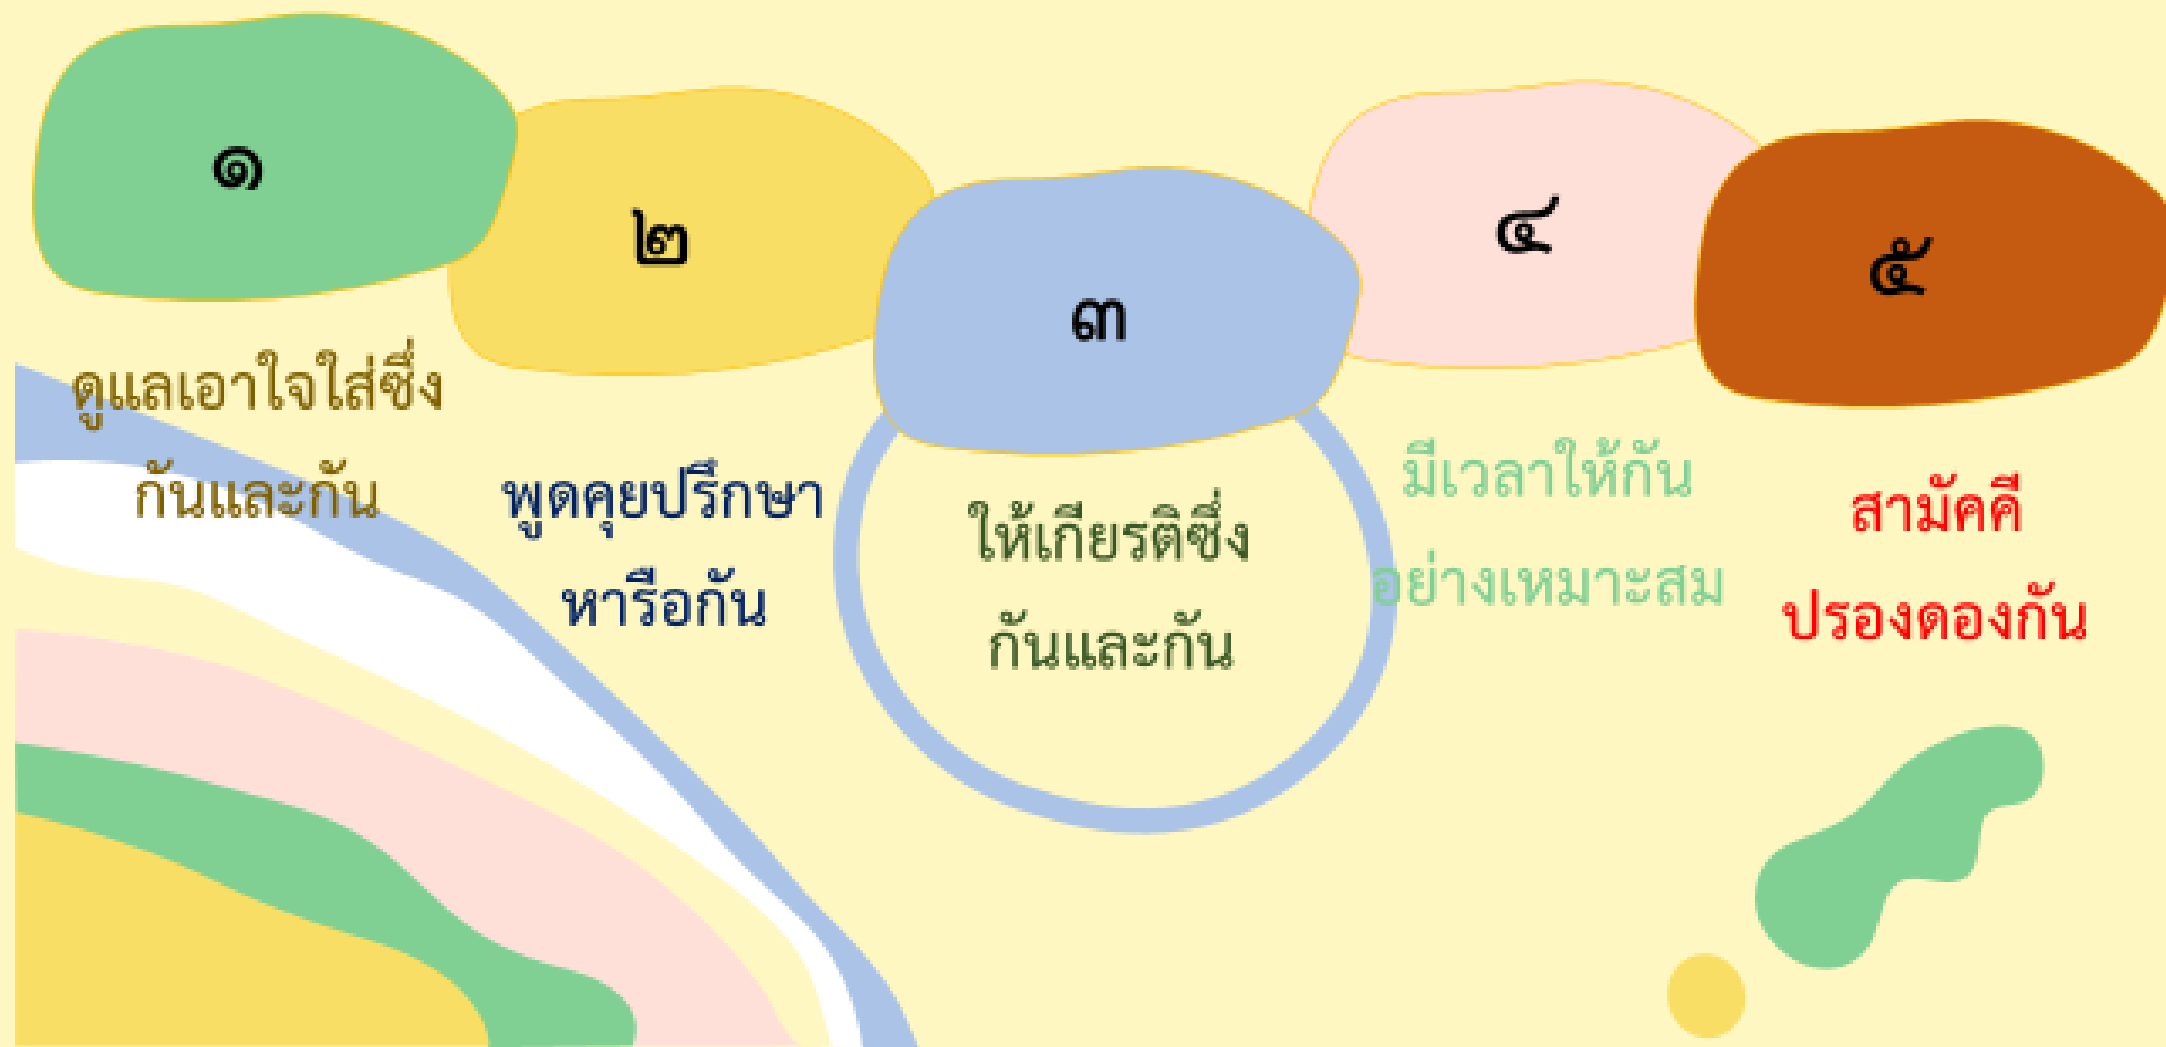 ๑
ดูแลเอาใจใส่ซึ่ง
กันและกัน
๒
พูดคุยปรึกษา
หารือกัน
๓
ให้เกียรติซึ่ง
กันและกัน
๔
มีเวลาให้กัน
อย่างเหมาะสม
๕
สามัคคี
ปรองดองกัน